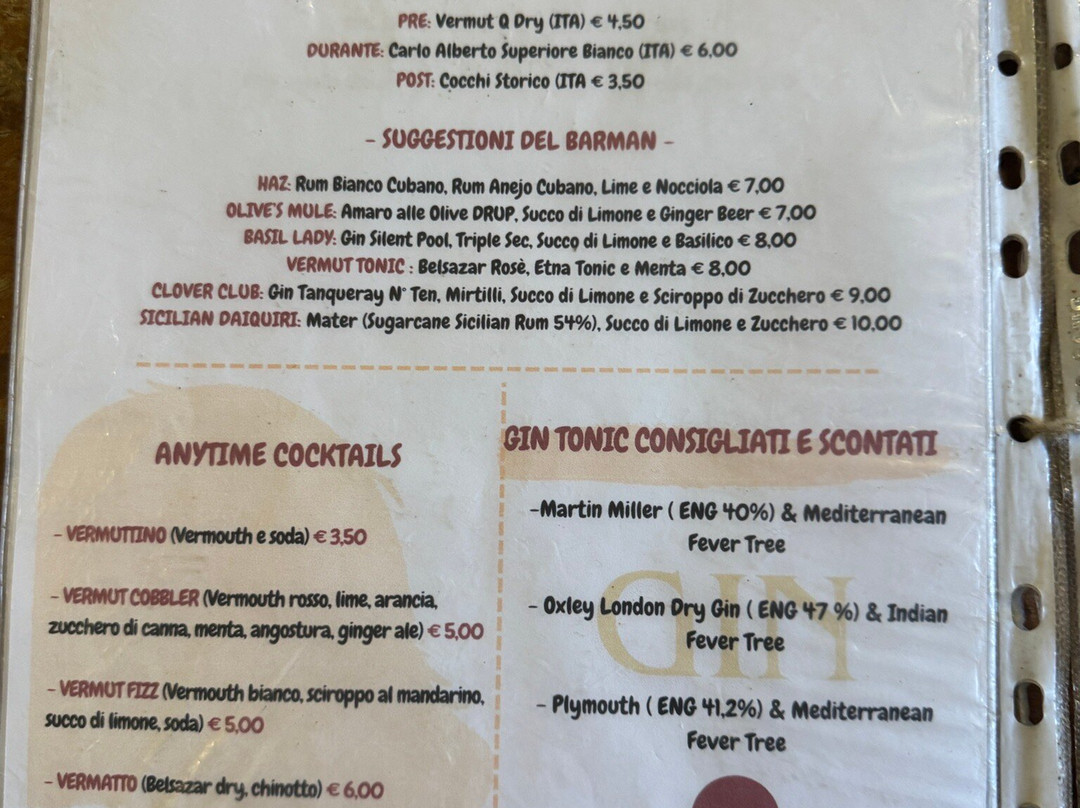 PRE: Vermut Q Dry (ITA) € 4,50
DURANTE: Carlo Alberto Superiore Bianco (ITA) € 6,00
POST: Cocchi Storico (ITA € 3,50
- SUGGESTIONI DEL BARMAN -
HAZ: Rum Bianco Cubano, Rum Anejo Cubano, Lime e Nocciola € 7,00
OLIVE'S MULE: Amaro alle Olive DRUP, Succo di Limone e Ginger Beer € 7,00
BASIL LADY: Gin Silent Pool, Triple Sec, Succo di Limone e Basilico € 8,00
VERMUT TONIC : Belsazar Rosè, Etna Tonic e Menta € 8,00
CLOVER CLUB: Gin Tanqueray N° Ten, Mirtilli, Succo di Limone e Sciroppo di Zucchero € 9,00
SICILIAN DAIQUIRI: Mater (Sugarcane Sicilian Rum 54%), Succo di Limone e Zucchero € 10,00
ANYTIME COCKTAILS
- VERMUTTINO (Vermouth e soda) € 3,50
- VERMUT COBBLER (Vermouth rosso, lime, arancia,
zucchero di canna, menta, angostura, ginger ale) € 5,00
- VERMUT FIZZ (Vermouth bianco, sciroppo al mandarino,
succo di limone, soda) € 5,00
- VERMATTO (Belsazar dry, chinotto) € 6,00
GIN TONIC CONSIGLIATI E SCONTATI
-Martin Miller ( ENG 40%) & Mediterranean
Fever Tree
- Oxley London Dry Gin ( ENG 47 %) & Indian
Fever Tree
- Plymouth ( ENG 41,2%) & Mediterranean
Fever Tree
GIN